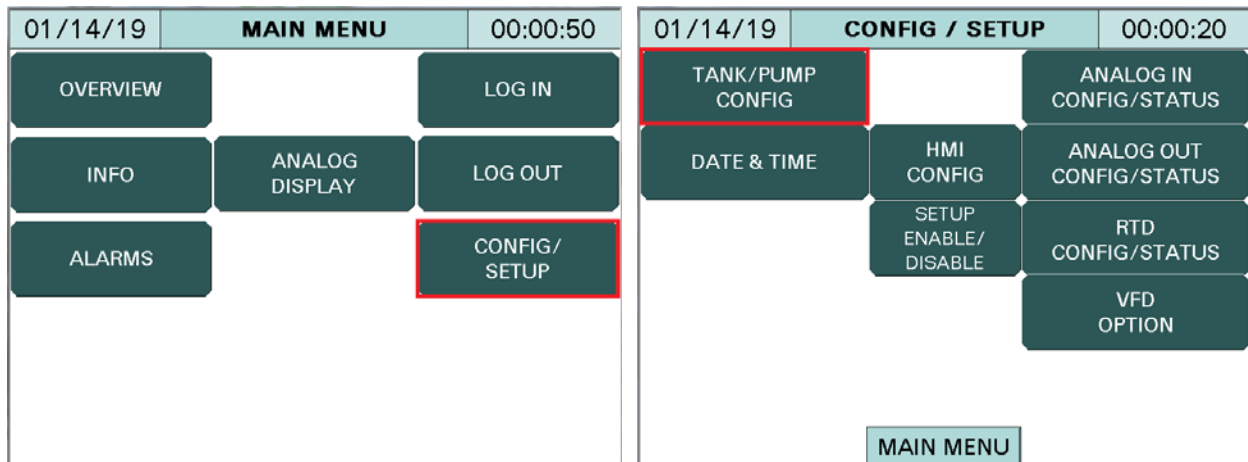 01/14/19 MAIN MENU 00:00:50
OVERVIEW
LOG IN
INFO
ANALOG
DISPLAY
LOG OUT
ALARMS
CONFIG/
SETUP
01/14/19 CONFIG / SETUP 00:00:20
TANK/PUMP
CONFIG
ANALOG IN
CONFIG/STATUS
DATE & TIME
HMI
CONFIG
ANALOG OUT
CONFIG/STATUS
SETUP
ENABLE/
DISABLE
RTD
CONFIG/STATUS
VFD
OPTION
MAIN MENU